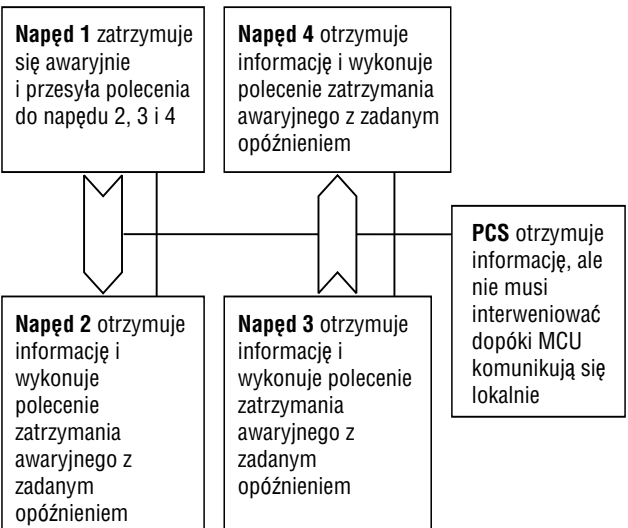 Napęd 1 zatrzymuje
się awaryjnie
i przesyła polecenia
do napędu 2, 3 i 4
Napęd 4 otrzymuje
informację i wykonuje
polecenie zatrzymania
awaryjnego z zadanym
opóźnieniem
PCS otrzymuje
informację, ale
nie musi
interweniować
dopóki MCU
komunikują się
lokalnie
Napęd 2 otrzymuje
informację i
wykonuje
polecenie
zatrzymania
awaryjnego z
zadanym
opóźnieniem
Napęd 3 otrzymuje
informację i
wykonuje polecenie
zatrzymania
awaryjnego z
zadanym
opóźnieniem